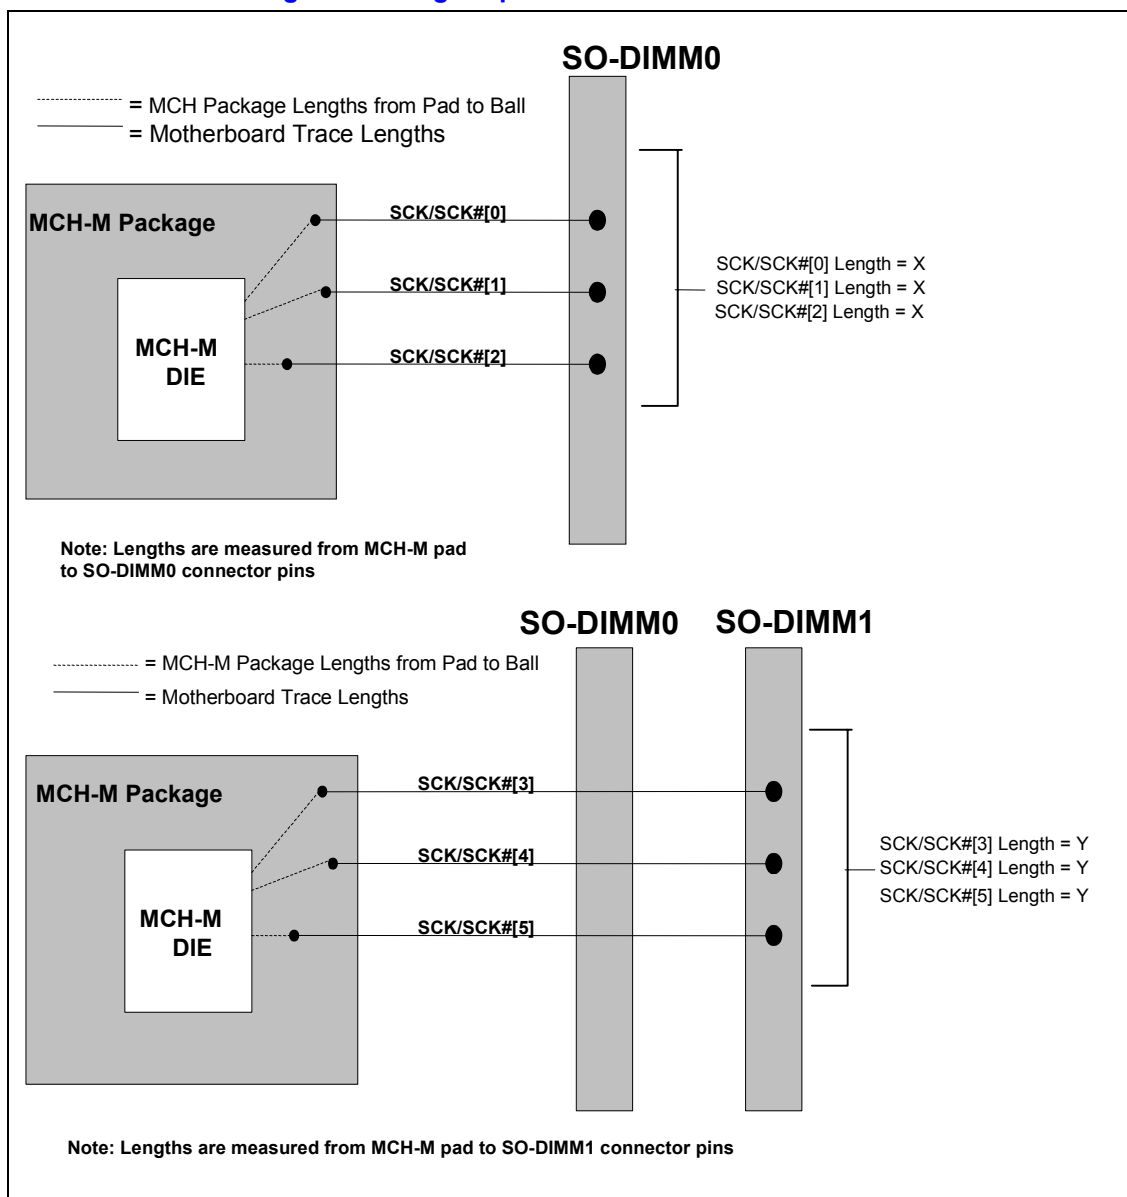 SO-DIMM0
= MCH Package Lengths from Pad to Ball
= Motherboard Trace Lengths
MCH-M Package
SCK/SCK#[0]
SCK/SCK#[1]
SCK/SCK#[2]
MCH-M
DIE
SCK/SCK#[0] Length = X
SCK/SCK#[1] Length = X
SCK/SCK#[2] Length = X
Note: Lengths are measured from MCH-M pad
to SO-DIMM0 connector pins
SO-DIMM0 SO-DIMM1
= MCH-M Package Lengths from Pad to Ball
= Motherboard Trace Lengths
MCH-M Package
SCK/SCK#[3]
SCK/SCK#[4]
SCK/SCK#[5]
MCH-M
DIE
SCK/SCK#[3] Length = Y
SCK/SCK#[4] Length = Y
SCK/SCK#[5] Length = Y
Note: Lengths are measured from MCH-M pad to SO-DIMM1 connector pins